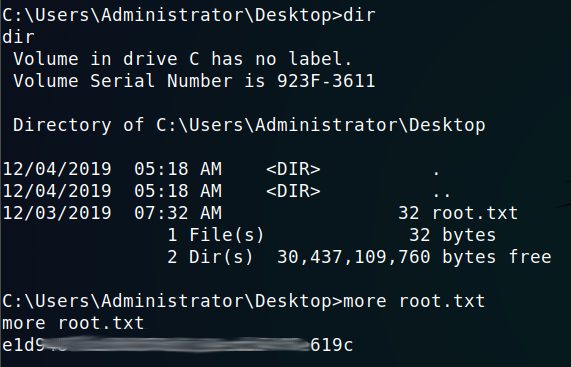 C:\Users\Administrator\Desktop>dir
dir
 Volume in drive C has no label.
 Volume Serial Number is 923F-3611

 Directory of C:\Users\Administrator\Desktop

12/04/2019  05:18 AM    <DIR>          .
12/04/2019  05:18 AM    <DIR>          ..
12/03/2019  07:32 AM                32 root.txt
               1 File(s)             32 bytes
               2 Dir(s)  30,437,109,760 bytes free

C:\Users\Administrator\Desktop>more root.txt
more root.txt
e1d9 619c